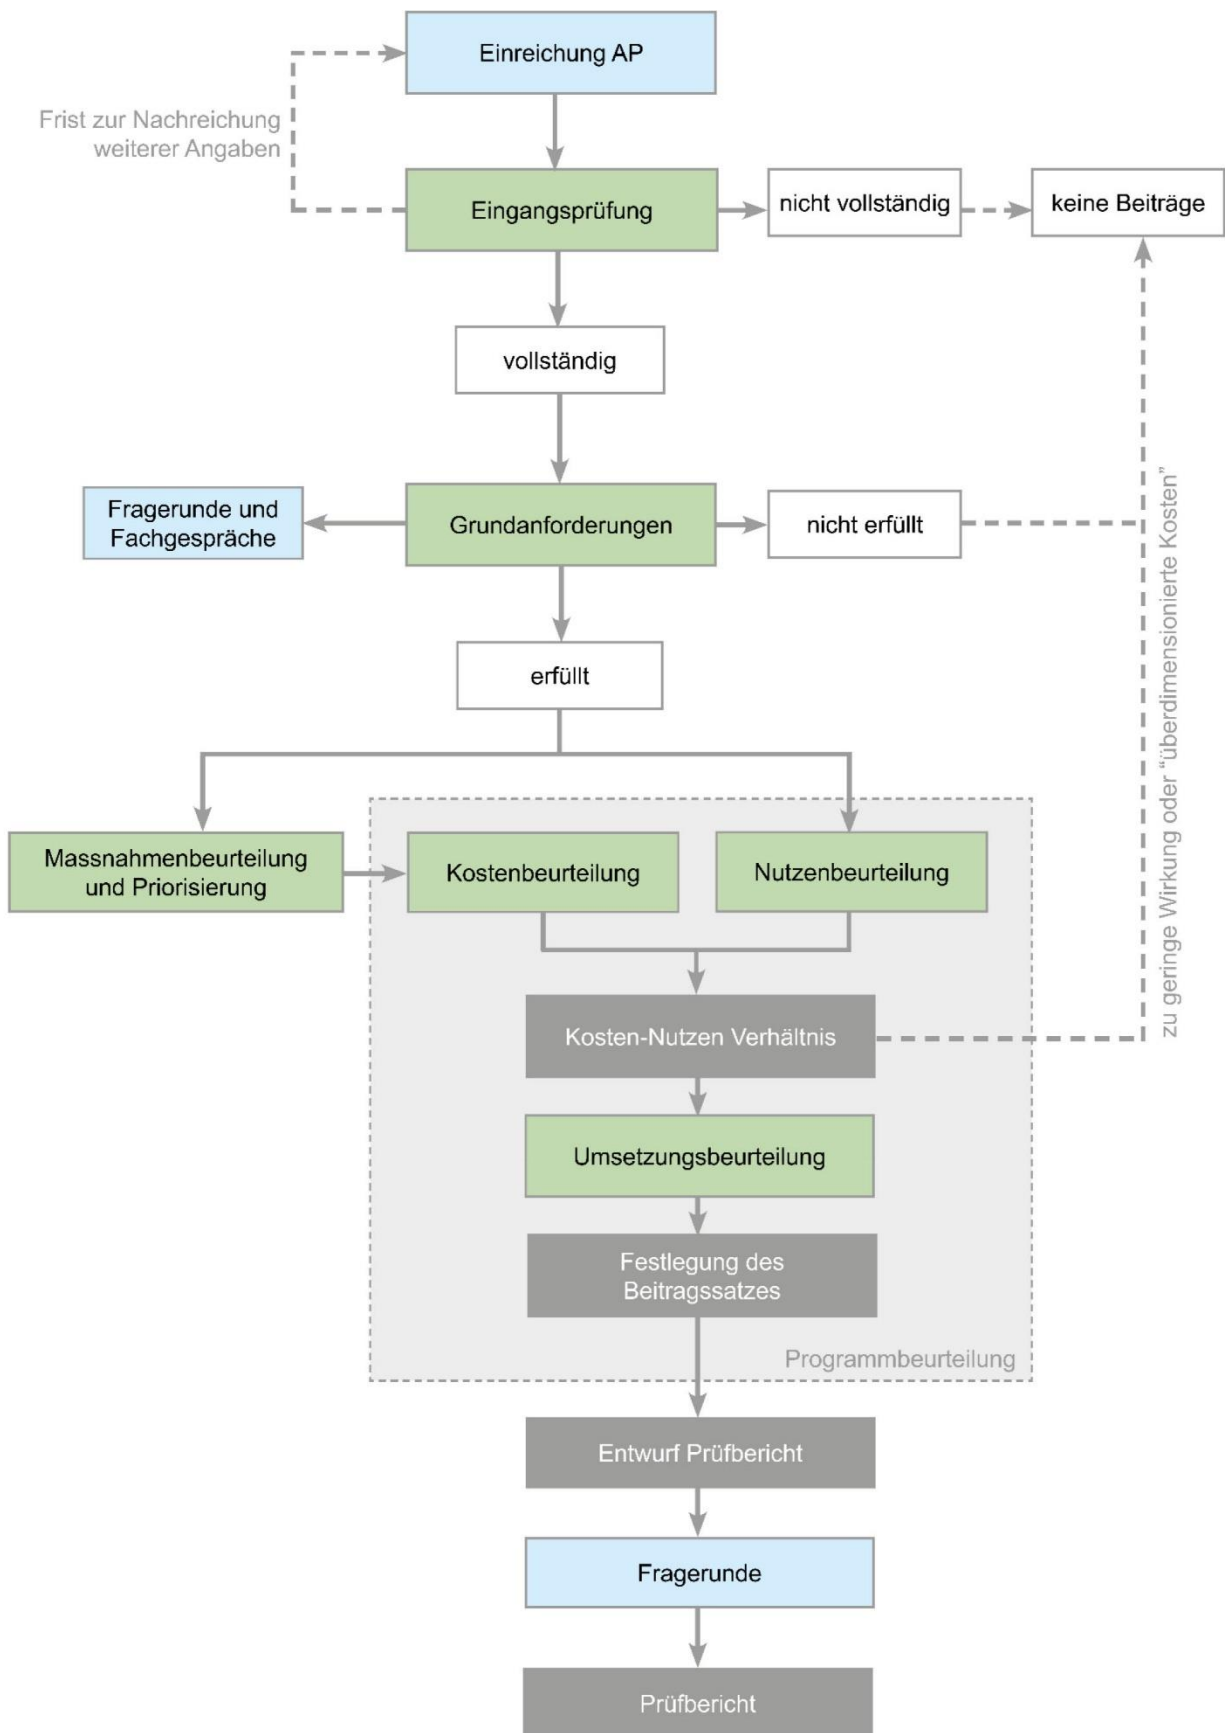 Einreichung AP
Frist zur Nachreichung
weiterer Angaben
Eingangsprüfung
nicht vollständig
keine Beiträge
vollständig
Fragerunde und
Fachgespräche
Grundanforderungen
nicht erfüllt
zu geringe Wirkung oder “überdimensionierte Kosten”
erfüllt
Massnahmenbeurteilung
und Priorisierung
Kostenbeurteilung
Nutzenbeurteilung
Kosten-Nutzen Verhältnis
Umsetzungsbeurteilung
Festlegung des
Beitragssatzes
Programmbeurteilung
Entwurf Prüfbericht
Fragerunde
Prüfbericht